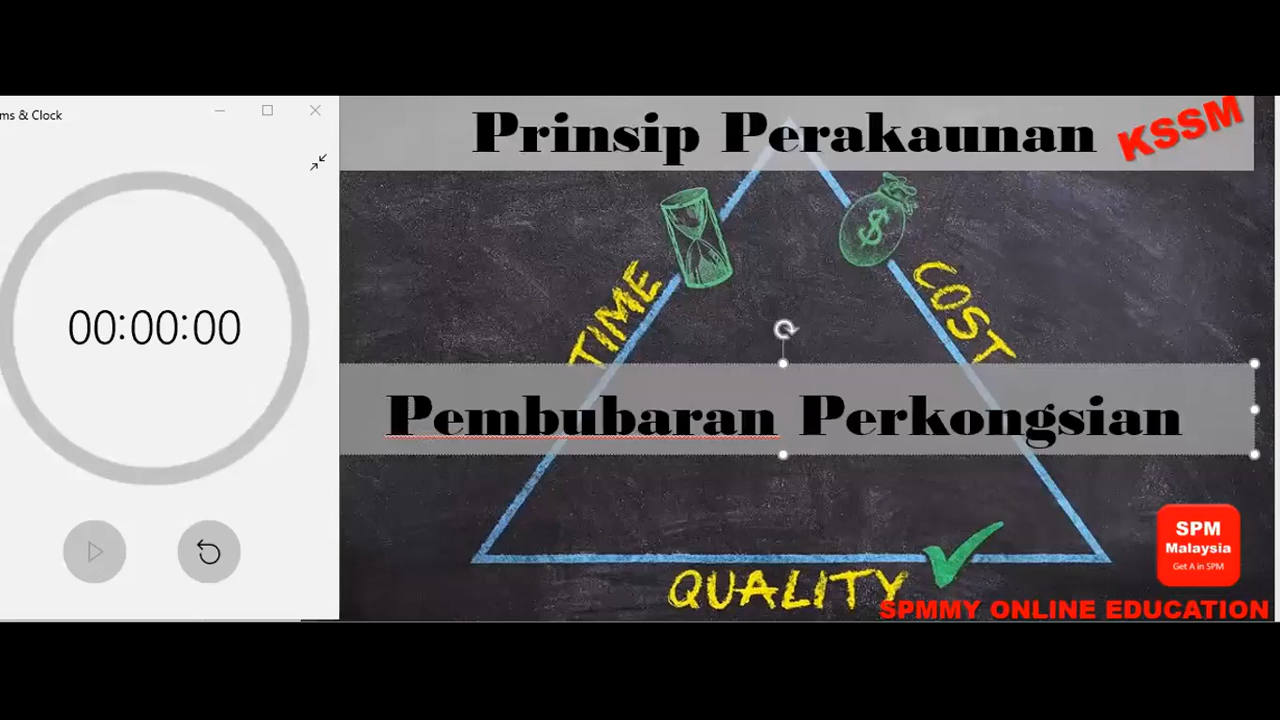 ms & Clock
00:00:00
Prinsip Perakaunan KSSM
TIME
$
COST
Pembubaran Perkongsian
QUALITY
SPM
Malaysia
Get A in SPM
SPMMY ONLINE EDUCATION